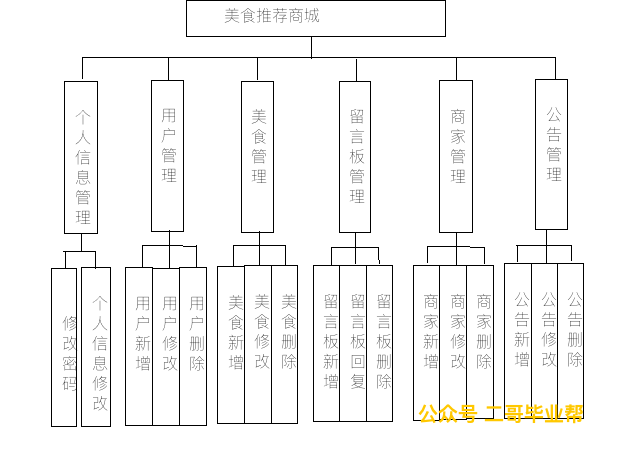 美食推荐商城
个人信息管理
用户管理
美食管理
留言板管理
商家管理
公告管理
修改密码
个人信息修改
用户新增
用户修改
用户删除
美食新增
美食修改
美食删除
留言板新增
留言板回复
留言板删除
商家新增
商家修改
商家删除
公告新增
公告修改
公告删除
公众号 二哥毕业帮